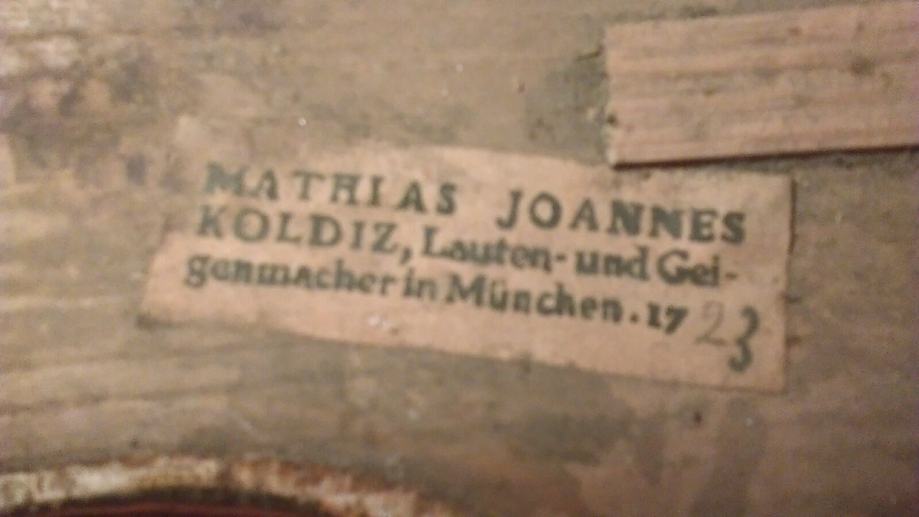 MATHIAS JOANNES
KOLDIZ, Lauten- und Gei-
genmacher in München. 1723